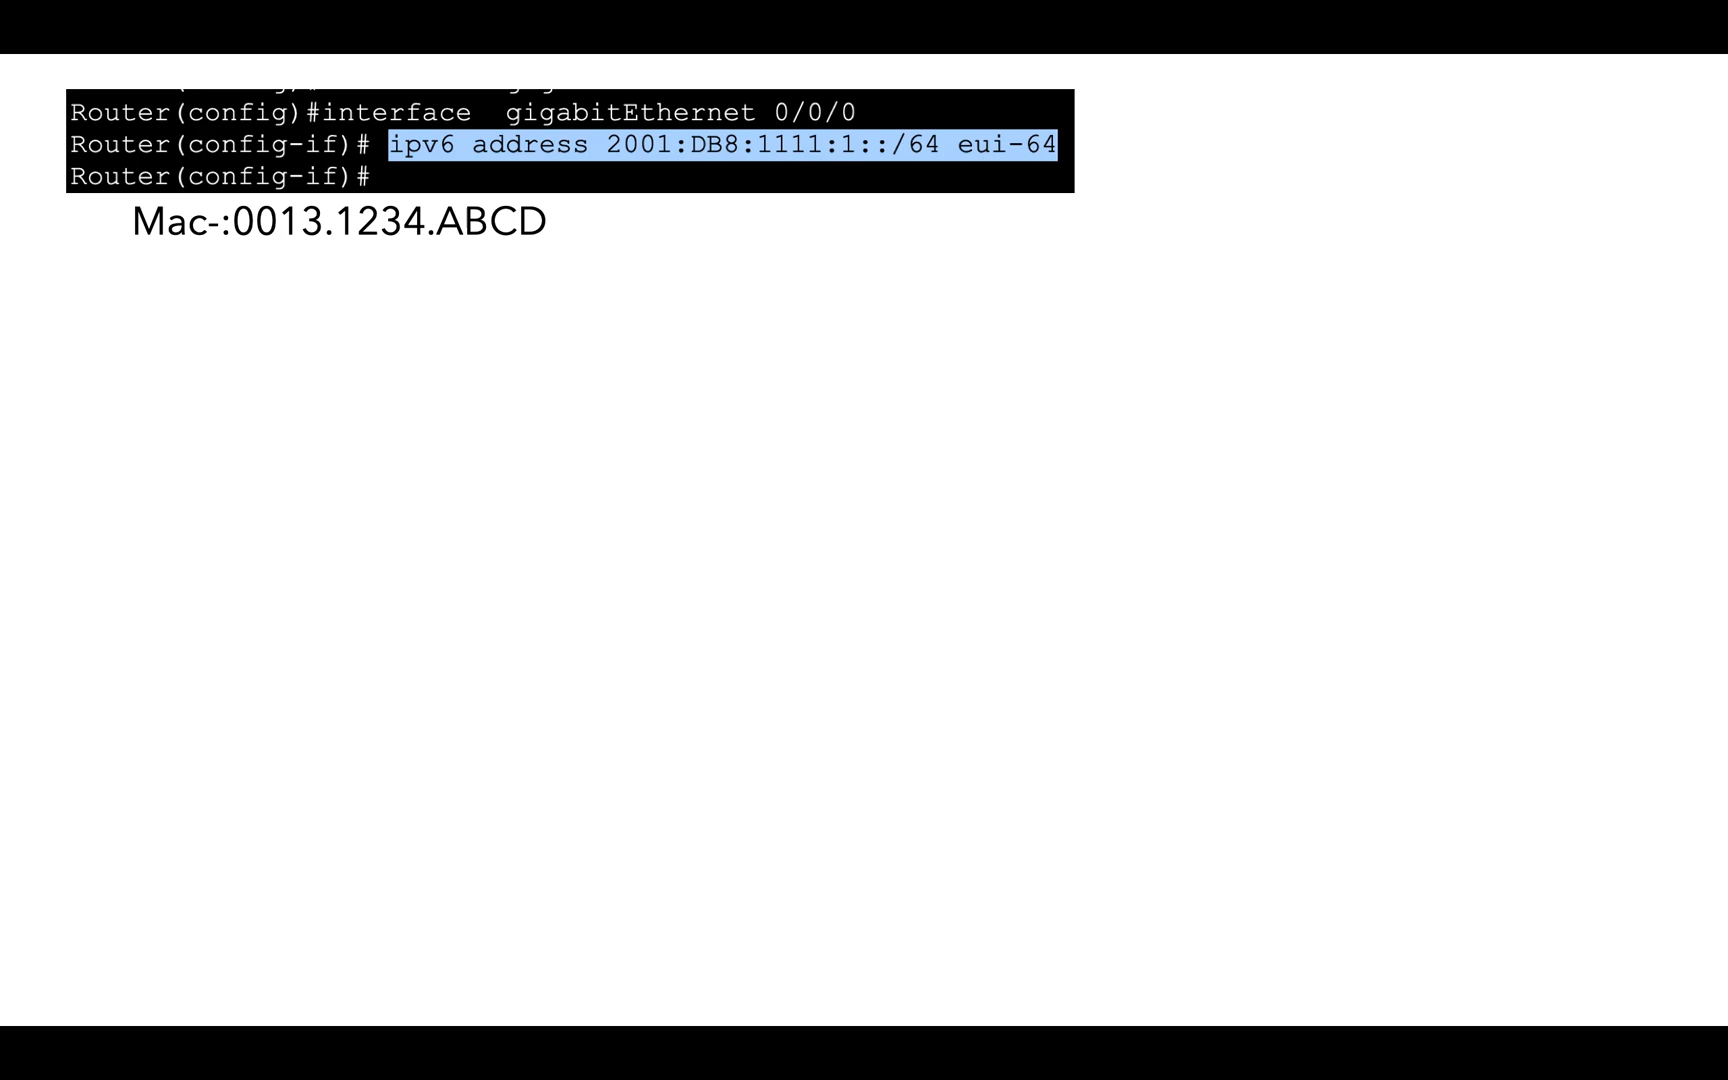 Router(config)#interface  gigabitEthernet 0/0/0
Router(config-if)# ipv6 address 2001:DB8:1111:1::/64 eui-64
Router(config-if)#
Mac-:0013.1234.ABCD